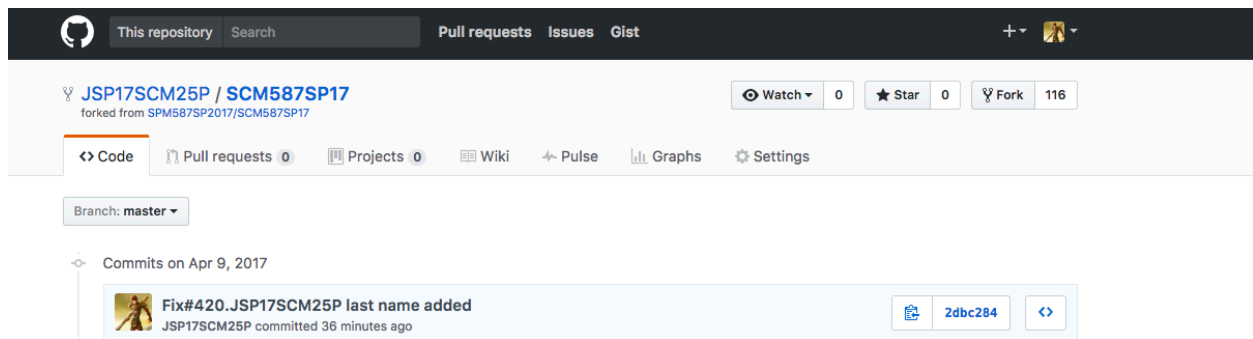 This repository Search Pull requests Issues Gist
JSP17SCM25P / SCM587SP17 Watch 0 Star 0 Fork 116
forked from SPM587SP2017/SCM587SP17
Code Pull requests 0 Projects 0 Wiki Pulse Graphs Settings
Branch: master
Commits on Apr 9, 2017
Fix#420.JSP17SCM25P last name added
JSP17SCM25P committed 36 minutes ago 2dbc284